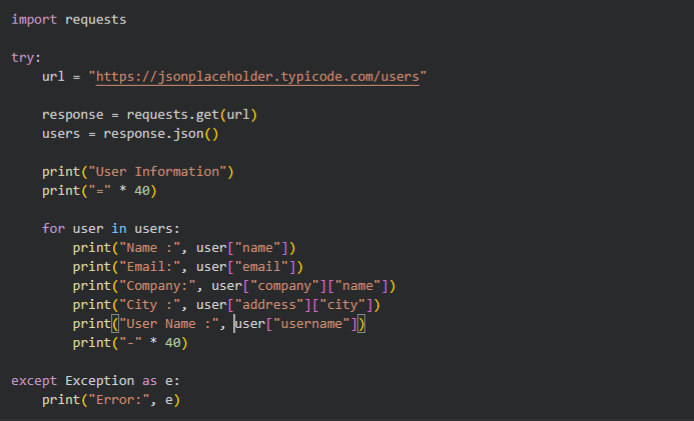 import requests
try:
    url = "https://jsonplaceholder.typicode.com/users"
    response = requests.get(url)
    users = response.json()
    print("User Information")
    print("=" * 40)
    for user in users:
        print("Name :", user["name"])
        print("Email:", user["email"])
        print("Company:", user["company"]["name"])
        print("City :", user["address"]["city"])
        print("User Name :", user["username"])
        print("-" * 40)
except Exception as e:
    print("Error:", e)